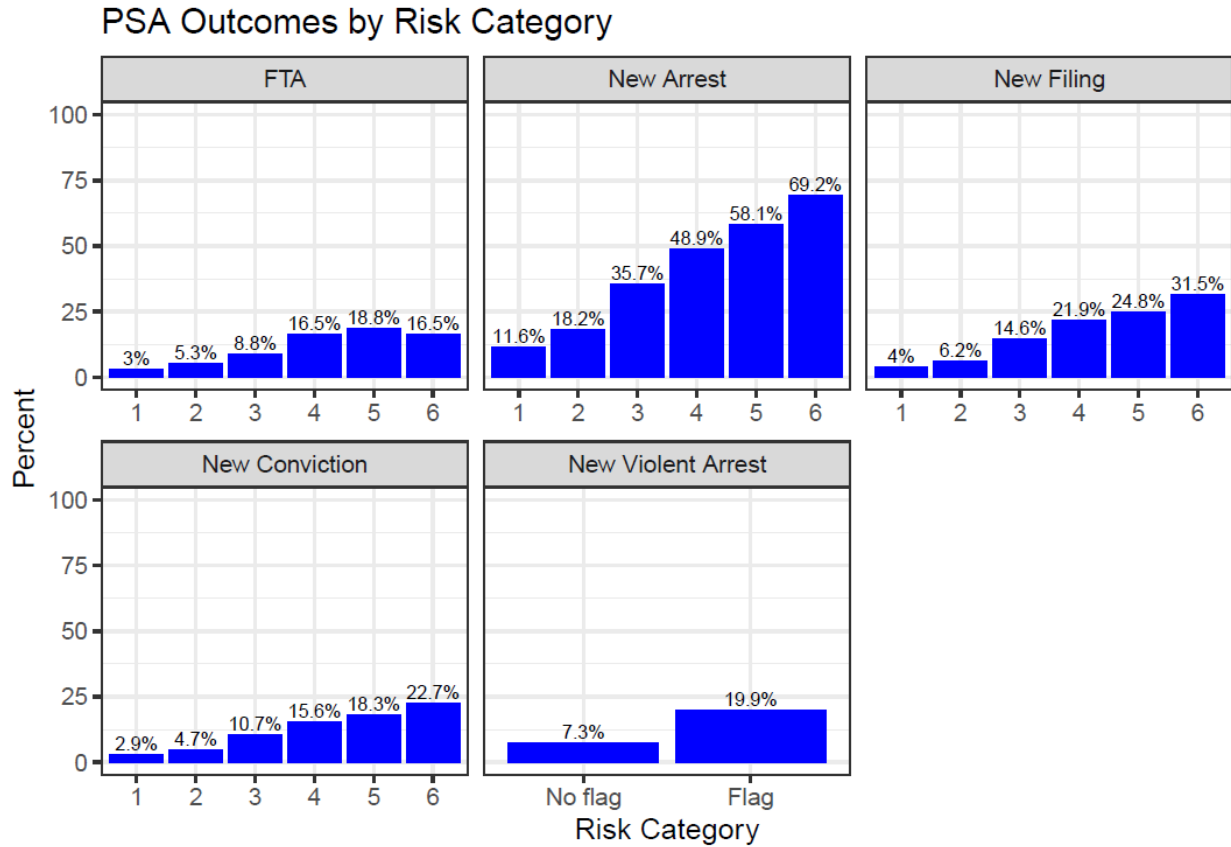 PSA Outcomes by Risk Category
FTA
New Arrest
New Filing
100
75
50
25
0
3%
5.3%
8.8%
16.5%
18.8%
16.5%
11.6%
18.2%
35.7%
48.9%
58.1%
69.2%
4%
6.2%
14.6%
21.9%
24.8%
31.5%
1 2 3 4 5 6
1 2 3 4 5 6
1 2 3 4 5 6
Percent
New Conviction
New Violent Arrest
100
75
50
25
0
2.9%
4.7%
10.7%
15.6%
18.3%
22.7%
7.3%
19.9%
1 2 3 4 5 6
No flag Flag
Risk Category